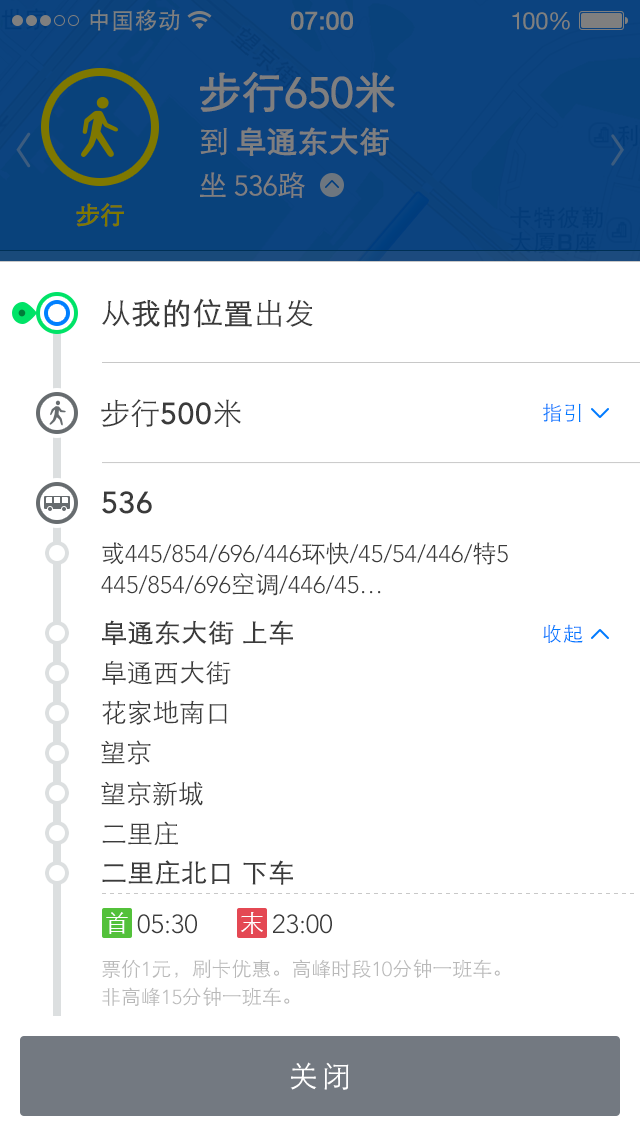 中国移动
07:00
100%
步行650米
到 阜通东大街
坐 536路
步行
卡特彼勒
大厦B座
从我的位置出发
步行500米
指引
536
或445/854/696/446环快/45/54/446/特5
445/854/696空调/446/45...
阜通东大街 上车
收起
阜通西大街
花家地南口
望京
望京新城
二里庄
二里庄北口 下车
首 05:30 末 23:00
票价1元，刷卡优惠。高峰时段10分钟一班车。
非高峰15分钟一班车。
关闭